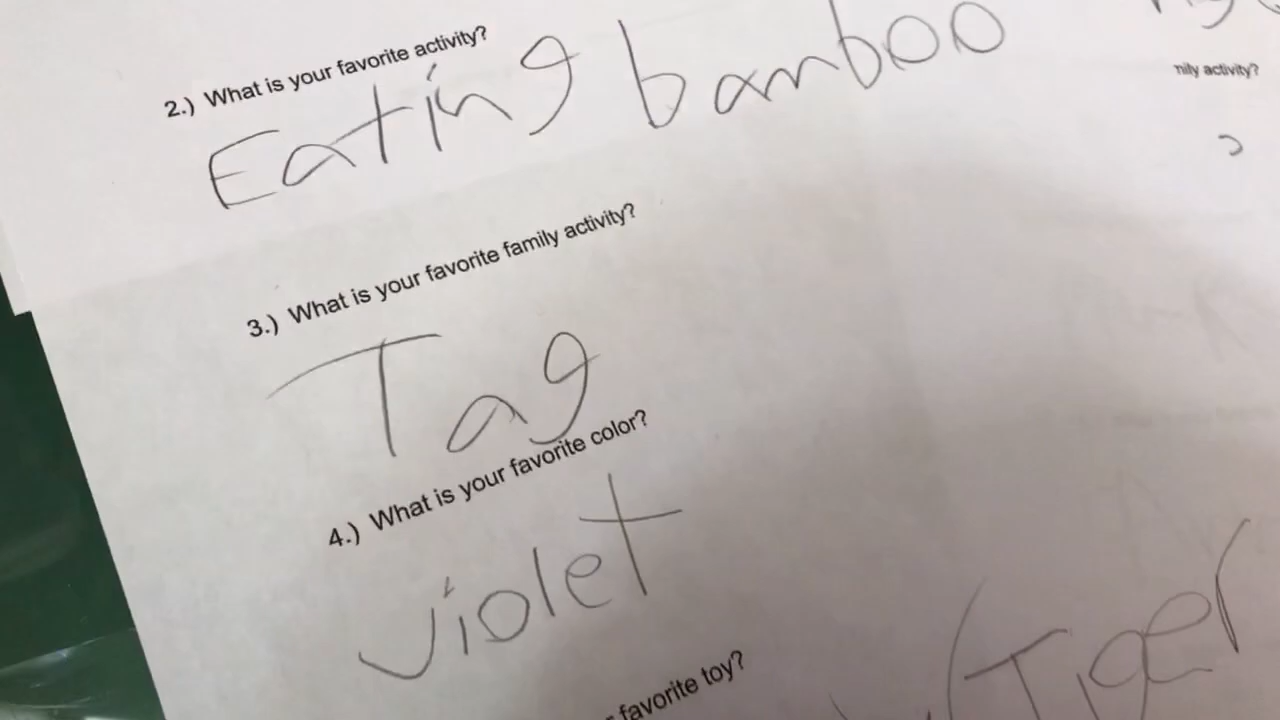 2.) What is your favorite activity?
Eating bamboo
nily activity?
3.) What is your favorite family activity?
Tag
4.) What is your favorite color?
violet
favorite toy?
Tiger